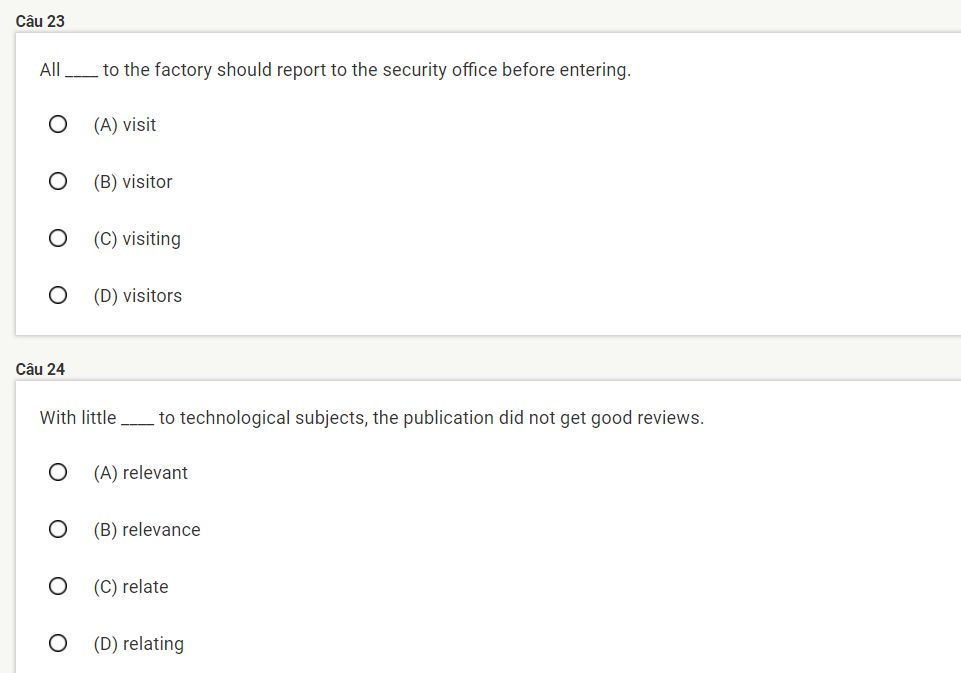 Câu 23
All ____ to the factory should report to the security office before entering.
(A) visit
(B) visitor
(C) visiting
(D) visitors
Câu 24
With little ____ to technological subjects, the publication did not get good reviews.
(A) relevant
(B) relevance
(C) relate
(D) relating